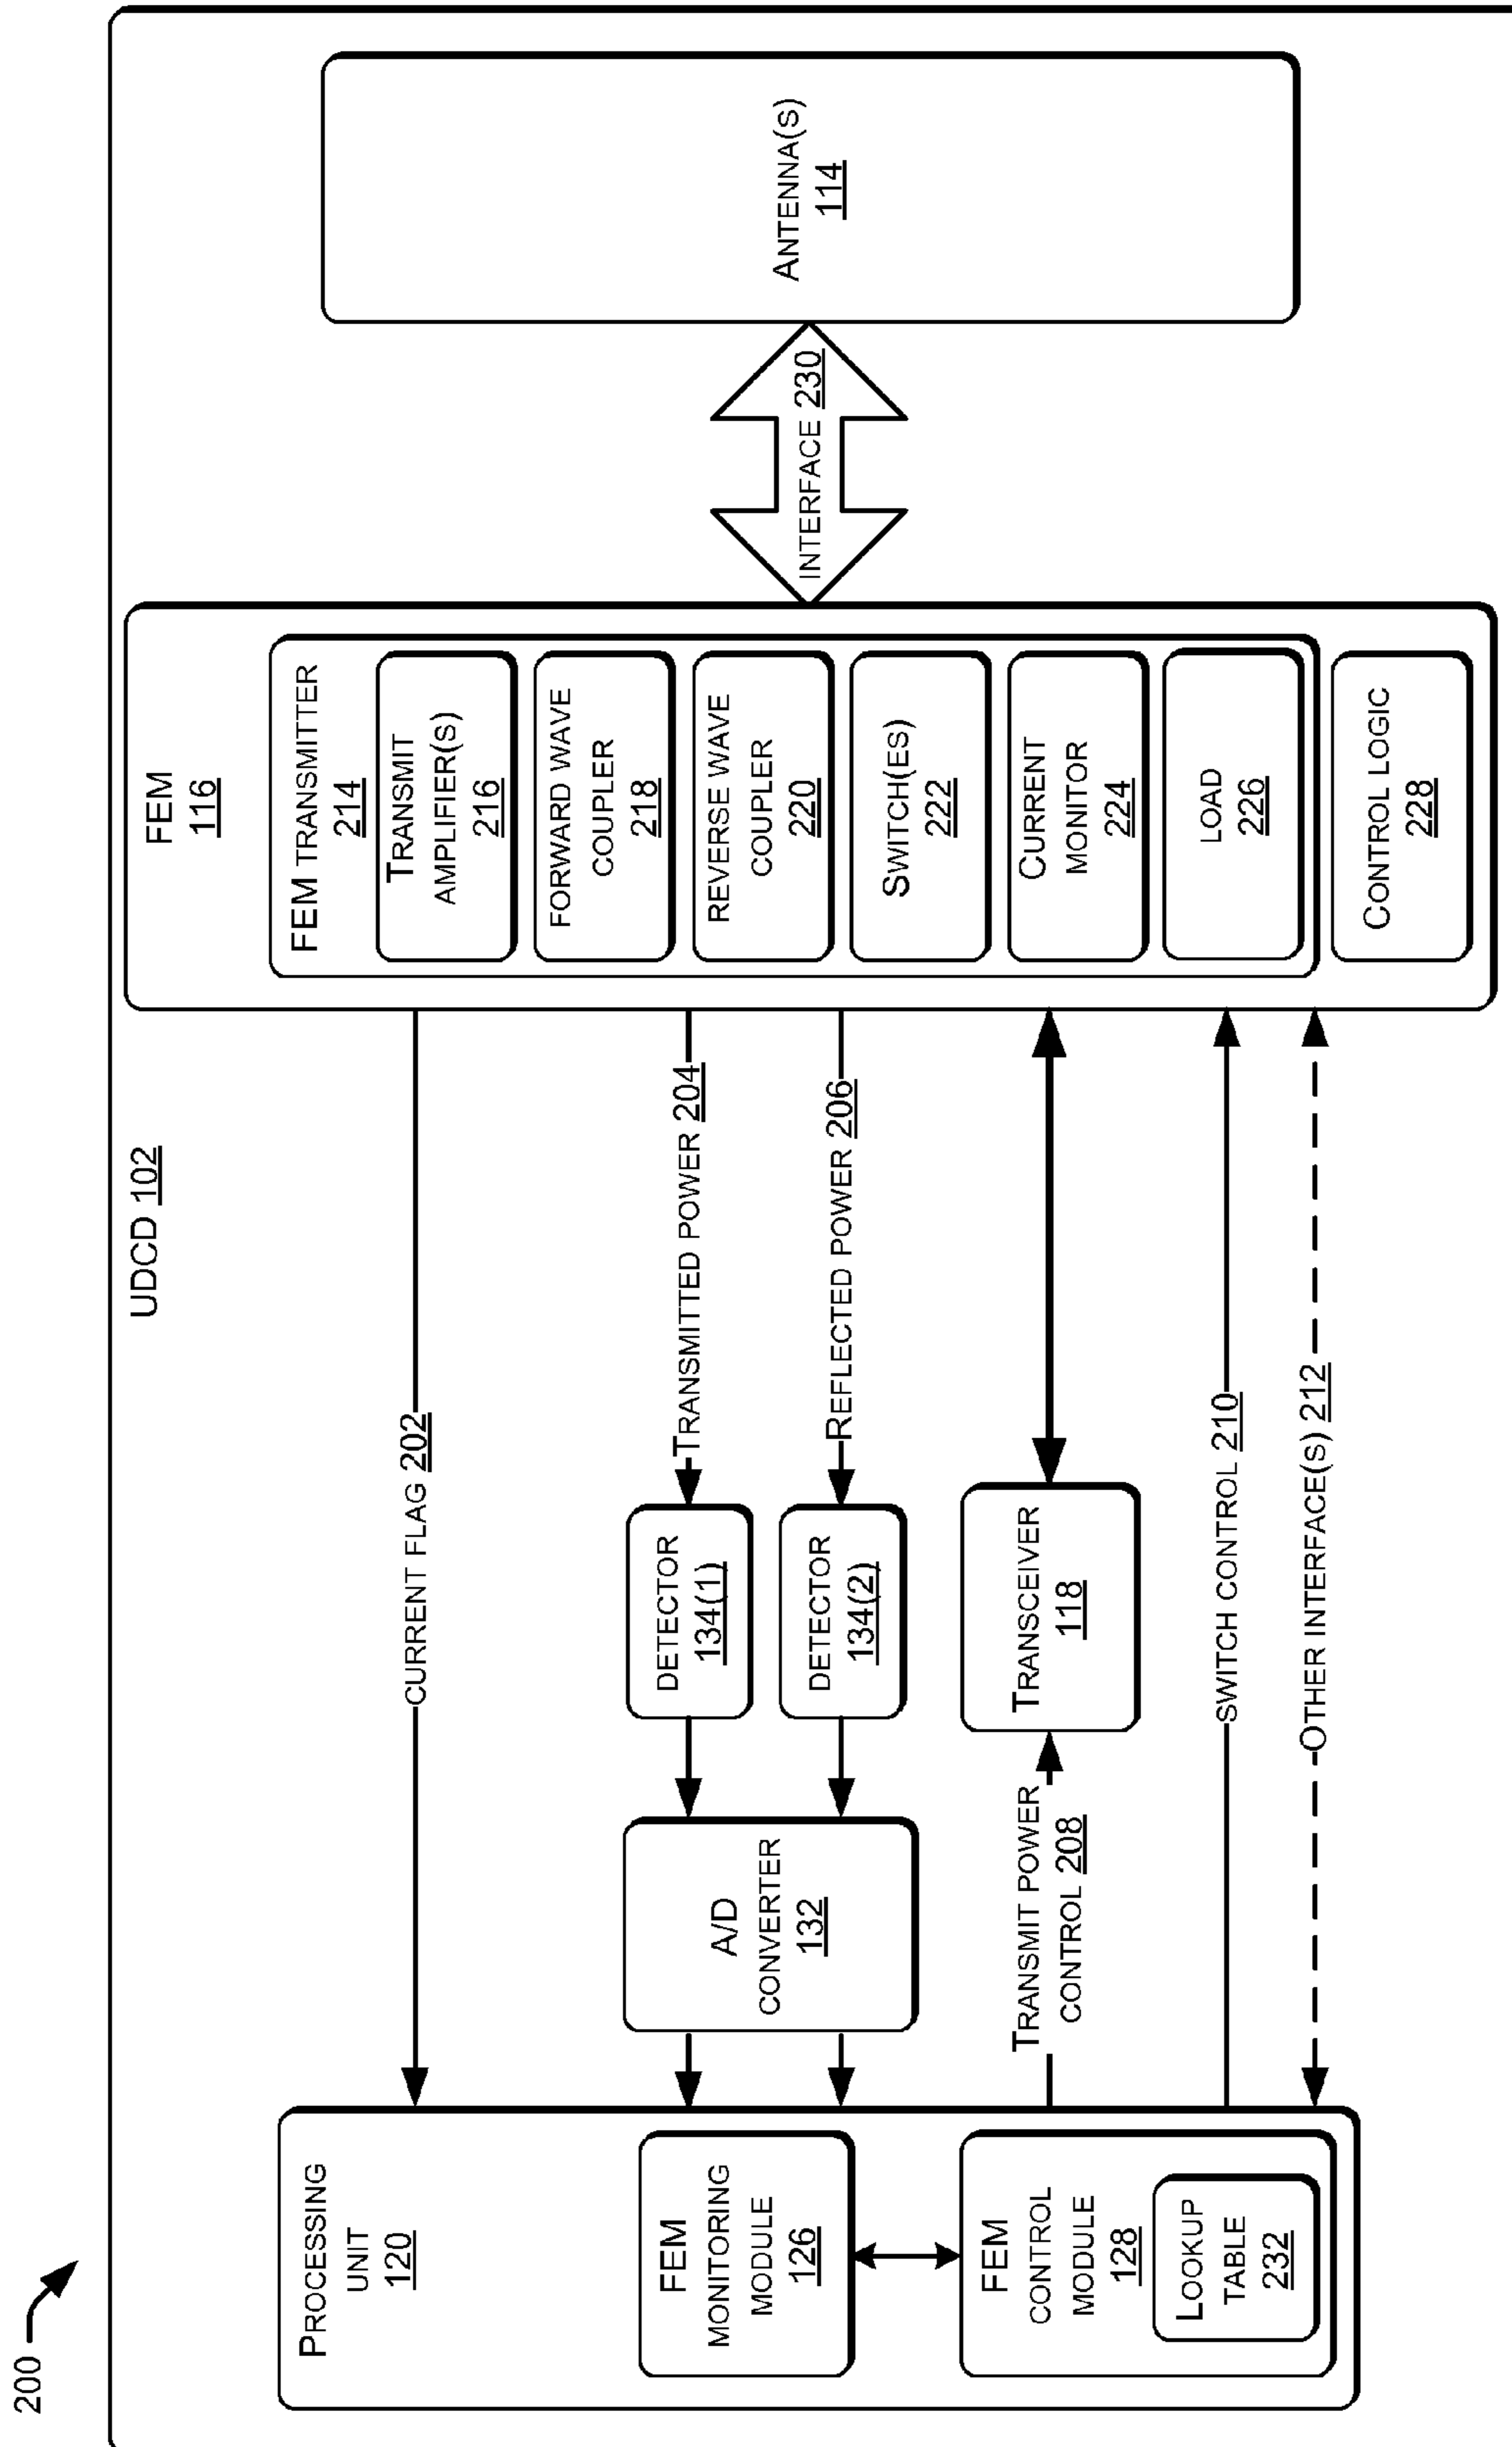 200
UDCD 102
PROCESSING
UNIT
120
FEM
MONITORING
MODULE
126
FEM
CONTROL
MODULE
128
LOOKUP
TABLE
232
CURRENT FLAG 202
A/D
CONVERTER
132
DETECTOR
134(1)
DETECTOR
134(2)
TRANSMITTED POWER 204
REFLECTED POWER 206
TRANSMIT POWER
CONTROL 208
TRANSCEIVER
118
SWITCH CONTROL 210
OTHER INTERFACE(S) 212
FEM
116
FEM TRANSMITTER
214
TRANSMIT
AMPLIFIER(S)
216
FORWARD WAVE
COUPLER
218
REVERSE WAVE
COUPLER
220
SWITCH(ES)
222
CURRENT
MONITOR
224
LOAD
226
CONTROL LOGIC
228
INTERFACE 230
ANTENNA(S)
114